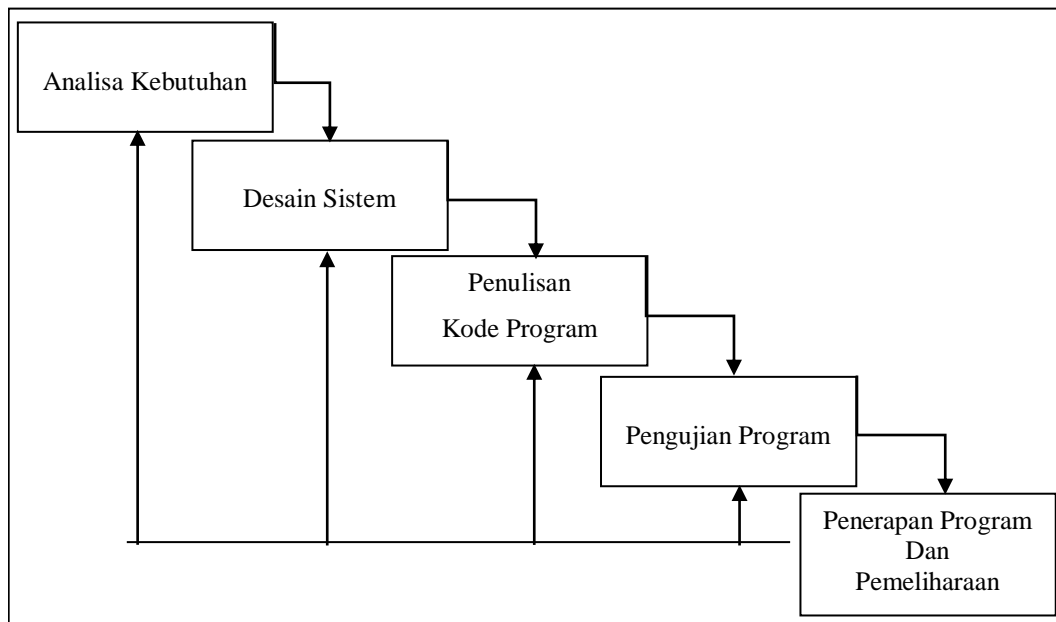 Analisa Kebutuhan
Desain Sistem
Penulisan
Kode Program
Pengujian Program
Penerapan Program
Dan
Pemeliharaan